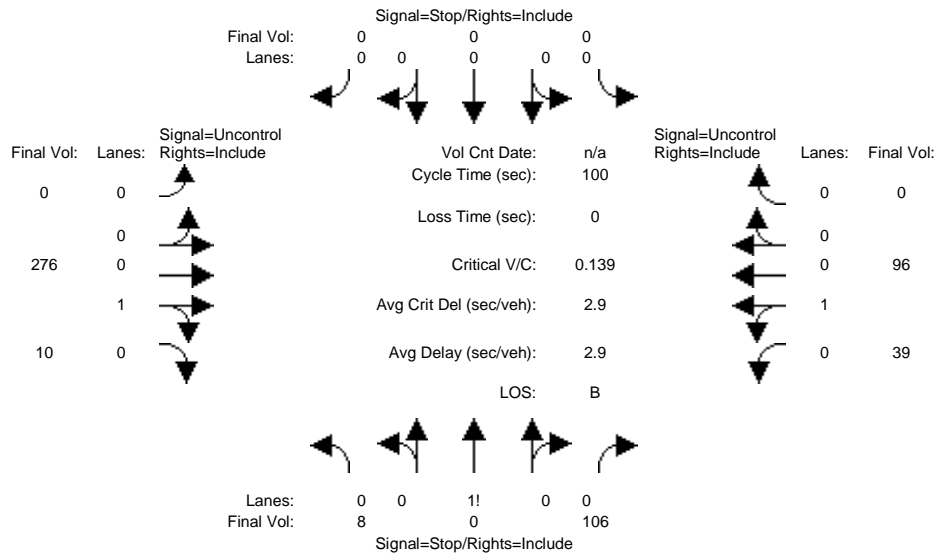 Signal=Stop/Rights=Include
Final Vol: 0 0 0
Lanes: 0 0 0 0 0
Signal=Uncontrol Signal=Uncontrol
Final Vol: Lanes: Rights=Include Vol Cnt Date: n/a Rights=Include Lanes: Final Vol:
Cycle Time (sec): 100
0 0 0 0
Loss Time (sec): 0
0 0
276 0 Critical V/C: 0.139 0 96
1 Avg Crit Del (sec/veh): 2.9 1
10 0 Avg Delay (sec/veh): 2.9 0 39
LOS: B
Lanes: 0 0 1! 0 0
Final Vol: 8 0 106
Signal=Stop/Rights=Include